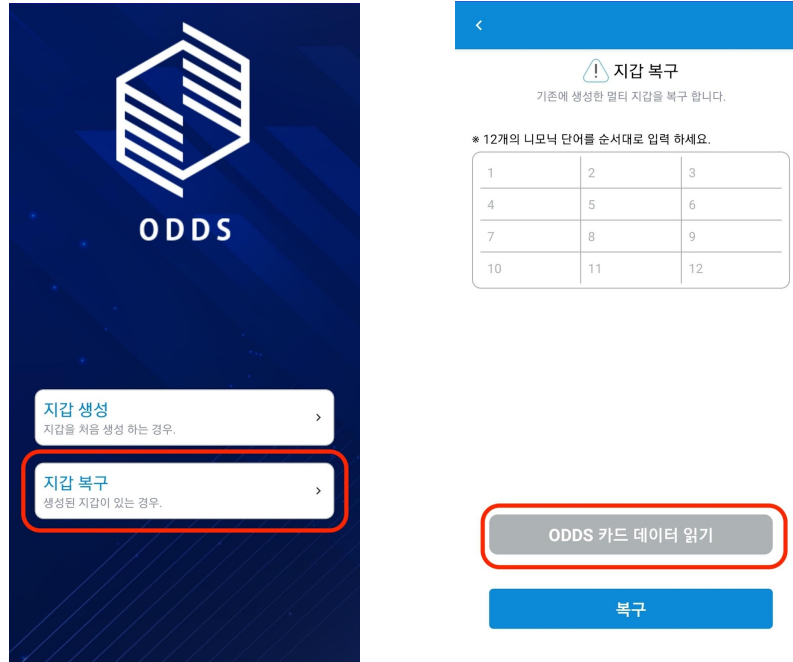 ODDS
지갑 생성
지갑을 처음 생성 하는 경우.
지갑 복구
생성된 지갑이 있는 경우.
지갑 복구
기존에 생성한 멀티 지갑을 복구 합니다.
※ 12개의 니모닉 단어를 순서대로 입력 하세요.
1 2 3
4 5 6
7 8 9
10 11 12
ODDS 카드 데이터 읽기
복구